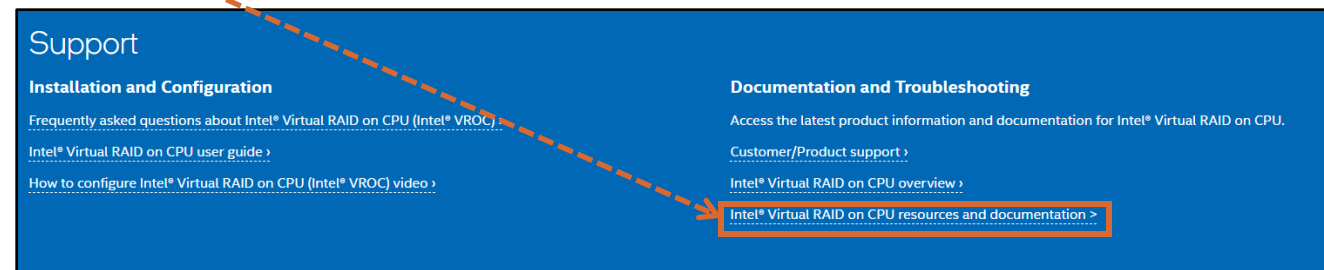 Support
Installation and Configuration
Frequently asked questions about Intel® Virtual RAID on CPU (Intel® VROC) ›
Intel® Virtual RAID on CPU user guide ›
How to configure Intel® Virtual RAID on CPU (Intel® VROC) video ›
Documentation and Troubleshooting
Access the latest product information and documentation for Intel® Virtual RAID on CPU.
Customer/Product support ›
Intel® Virtual RAID on CPU overview ›
Intel® Virtual RAID on CPU resources and documentation >